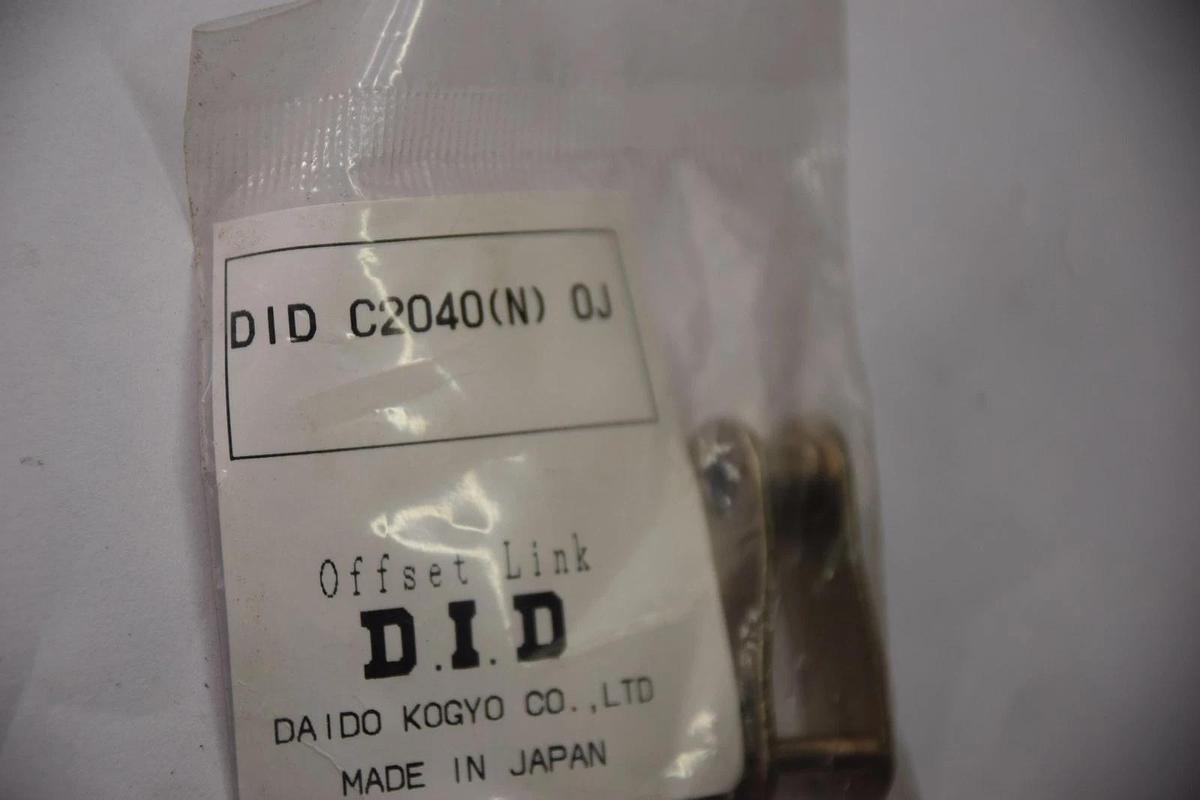 DID C2040(N) OJ
Offset Link
D.I.D
DAIDO KOGYO CO.,LTD
MADE IN JAPAN